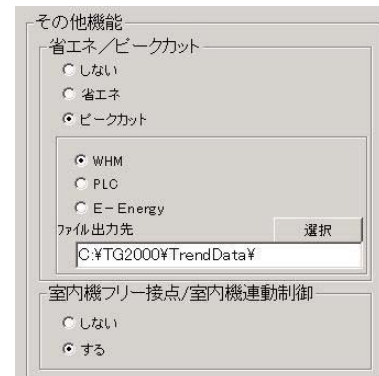 その他機能
省エネ／ピークカット
しない
省エネ
ピークカット
WHM
PLC
E－Energy
ファイル出力先
選択
C:¥TG2000¥TrendData¥
室内機フリー接点/室内機連動制御
しない
する